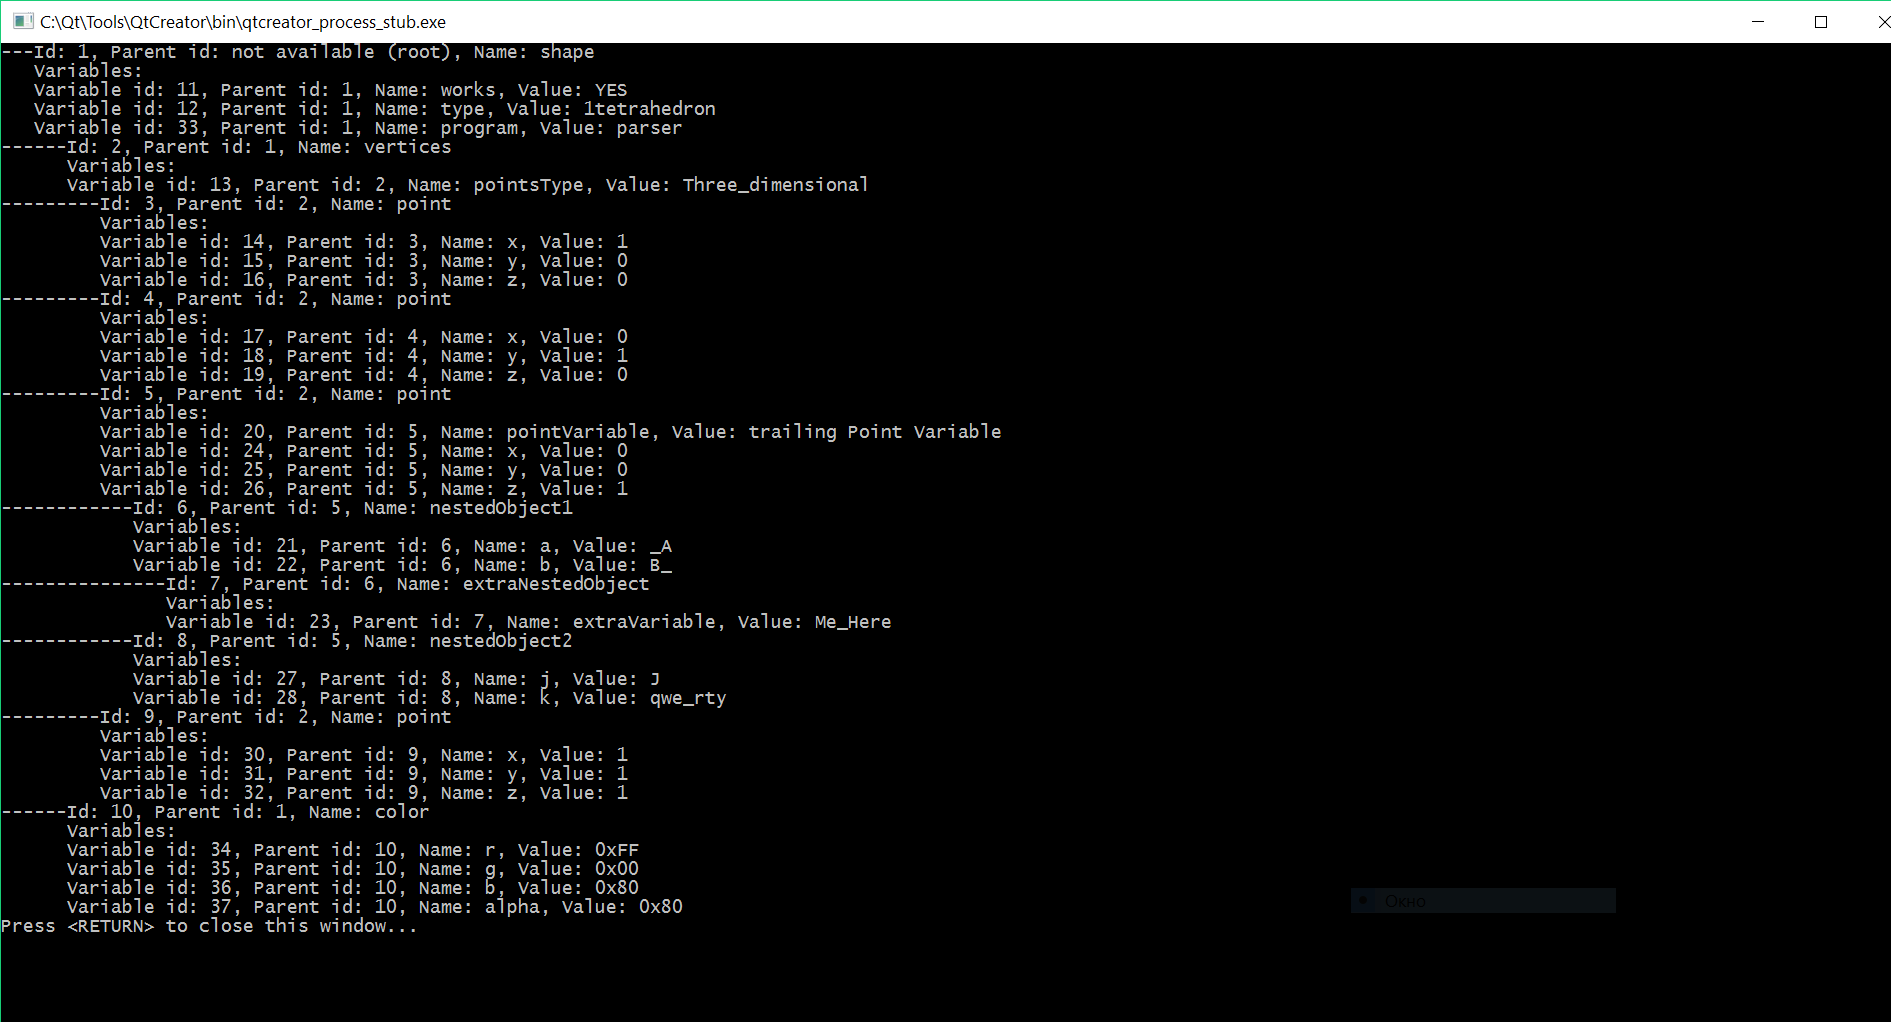 C:\Qt\Tools\QtCreator\bin\qtcreator_process_stub.exe
---Id: 1, Parent id: not available (root), Name: shape
   Variables:
   Variable id: 11, Parent id: 1, Name: works, Value: YES
   Variable id: 12, Parent id: 1, Name: type, Value: 1tetrahedron
   Variable id: 33, Parent id: 1, Name: program, Value: parser
------Id: 2, Parent id: 1, Name: vertices
      Variables:
      Variable id: 13, Parent id: 2, Name: pointsType, Value: Three_dimensional
---------Id: 3, Parent id: 2, Name: point
         Variables:
         Variable id: 14, Parent id: 3, Name: x, Value: 1
         Variable id: 15, Parent id: 3, Name: y, Value: 0
         Variable id: 16, Parent id: 3, Name: z, Value: 0
---------Id: 4, Parent id: 2, Name: point
         Variables:
         Variable id: 17, Parent id: 4, Name: x, Value: 0
         Variable id: 18, Parent id: 4, Name: y, Value: 1
         Variable id: 19, Parent id: 4, Name: z, Value: 0
---------Id: 5, Parent id: 2, Name: point
         Variables:
         Variable id: 20, Parent id: 5, Name: pointVariable, Value: trailing Point Variable
         Variable id: 24, Parent id: 5, Name: x, Value: 0
         Variable id: 25, Parent id: 5, Name: y, Value: 0
         Variable id: 26, Parent id: 5, Name: z, Value: 1
------------Id: 6, Parent id: 5, Name: nestedObject1
            Variables:
            Variable id: 21, Parent id: 6, Name: a, Value: _A
            Variable id: 22, Parent id: 6, Name: b, Value: B_
---------------Id: 7, Parent id: 6, Name: extraNestedObject
               Variables:
               Variable id: 23, Parent id: 7, Name: extraVariable, Value: Me_Here
------------Id: 8, Parent id: 5, Name: nestedObject2
            Variables:
            Variable id: 27, Parent id: 8, Name: j, Value: J
            Variable id: 28, Parent id: 8, Name: k, Value: qwe_rty
---------Id: 9, Parent id: 2, Name: point
         Variables:
         Variable id: 30, Parent id: 9, Name: x, Value: 1
         Variable id: 31, Parent id: 9, Name: y, Value: 1
         Variable id: 32, Parent id: 9, Name: z, Value: 1
------Id: 10, Parent id: 1, Name: color
      Variables:
      Variable id: 34, Parent id: 10, Name: r, Value: 0xFF
      Variable id: 35, Parent id: 10, Name: g, Value: 0x00
      Variable id: 36, Parent id: 10, Name: b, Value: 0x80
      Variable id: 37, Parent id: 10, Name: alpha, Value: 0x80
Окно
Press <RETURN> to close this window...